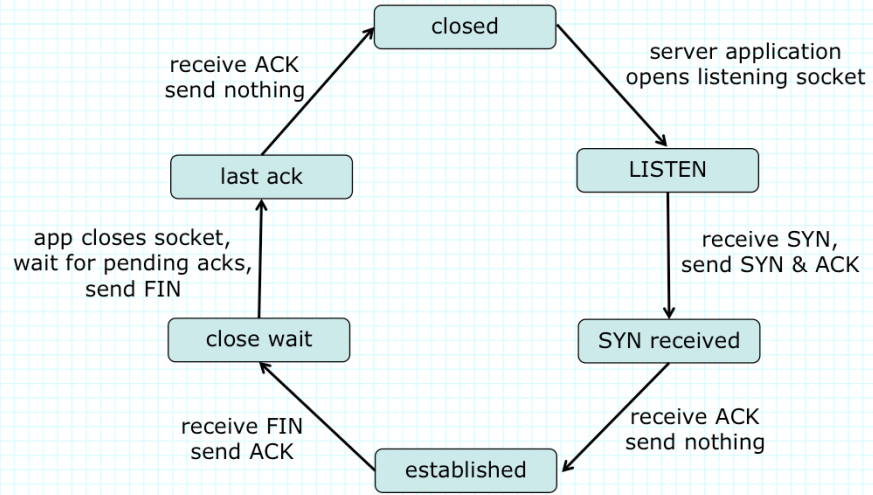 closed
server application
opens listening socket
LISTEN
receive SYN,
send SYN & ACK
SYN received
receive ACK
send nothing
established
receive FIN
send ACK
close wait
app closes socket,
wait for pending acks,
send FIN
last ack
receive ACK
send nothing